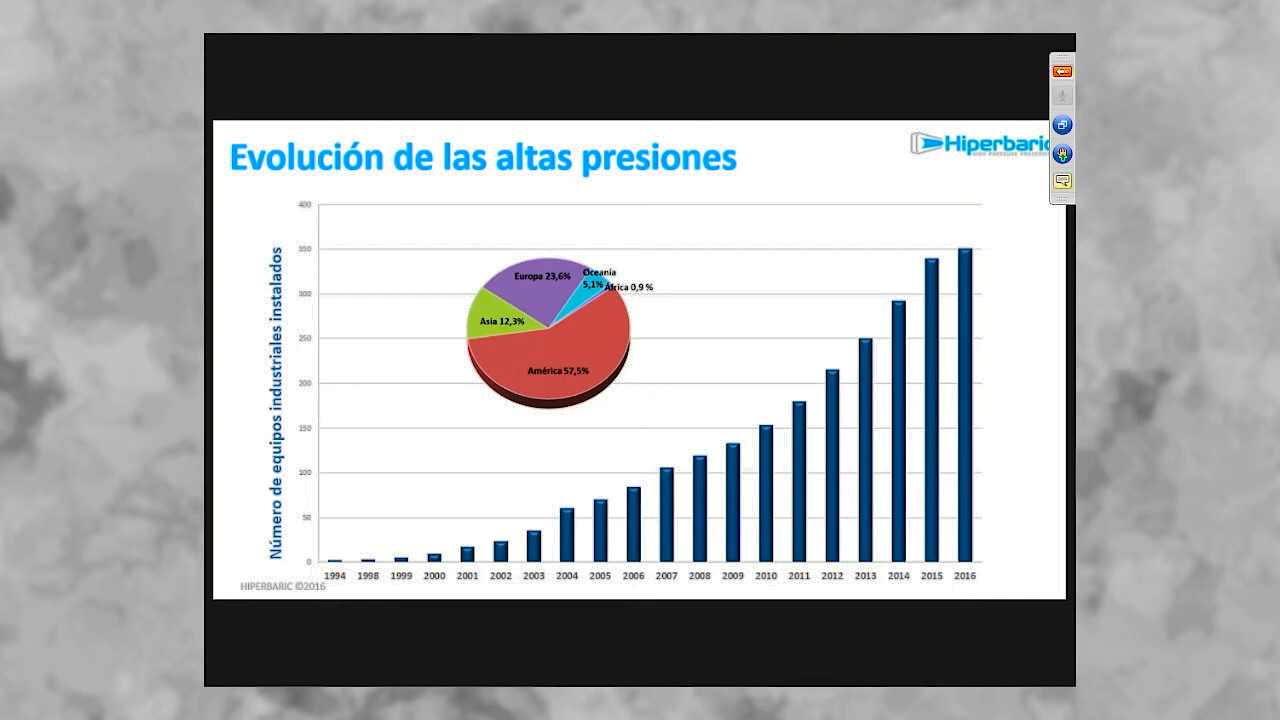 Evolución de las altas presiones
Hiperbaric
HIGH PRESSURE PROCESSING
Número de equipos industriales instalados
400
350
300
250
200
150
100
50
0
Europa 23,6%
Oceanía
5,1%
África 0,9 %
Asia 12,3%
América 57,5%
1994 1998 1999 2000 2001 2002 2003 2004 2005 2006 2007 2008 2009 2010 2011 2012 2013 2014 2015 2016
HIPERBARIC ©2016